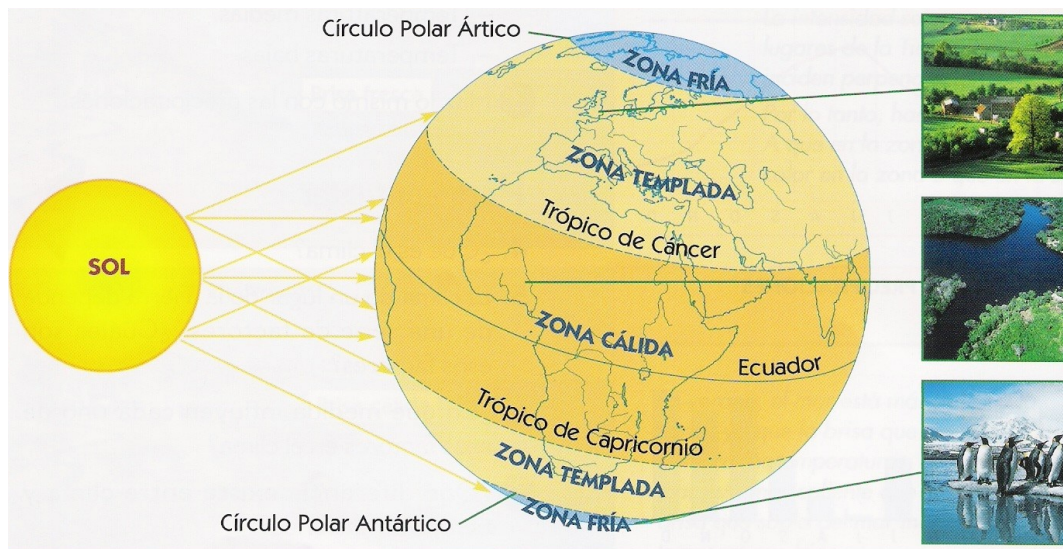 Círculo Polar Ártico
ZONA FRÍA
ZONA TEMPLADA
Trópico de Cáncer
SOL
ZONA CÁLIDA
Ecuador
Trópico de Capricornio
ZONA TEMPLADA
Círculo Polar Antártico
ZONA FRÍA